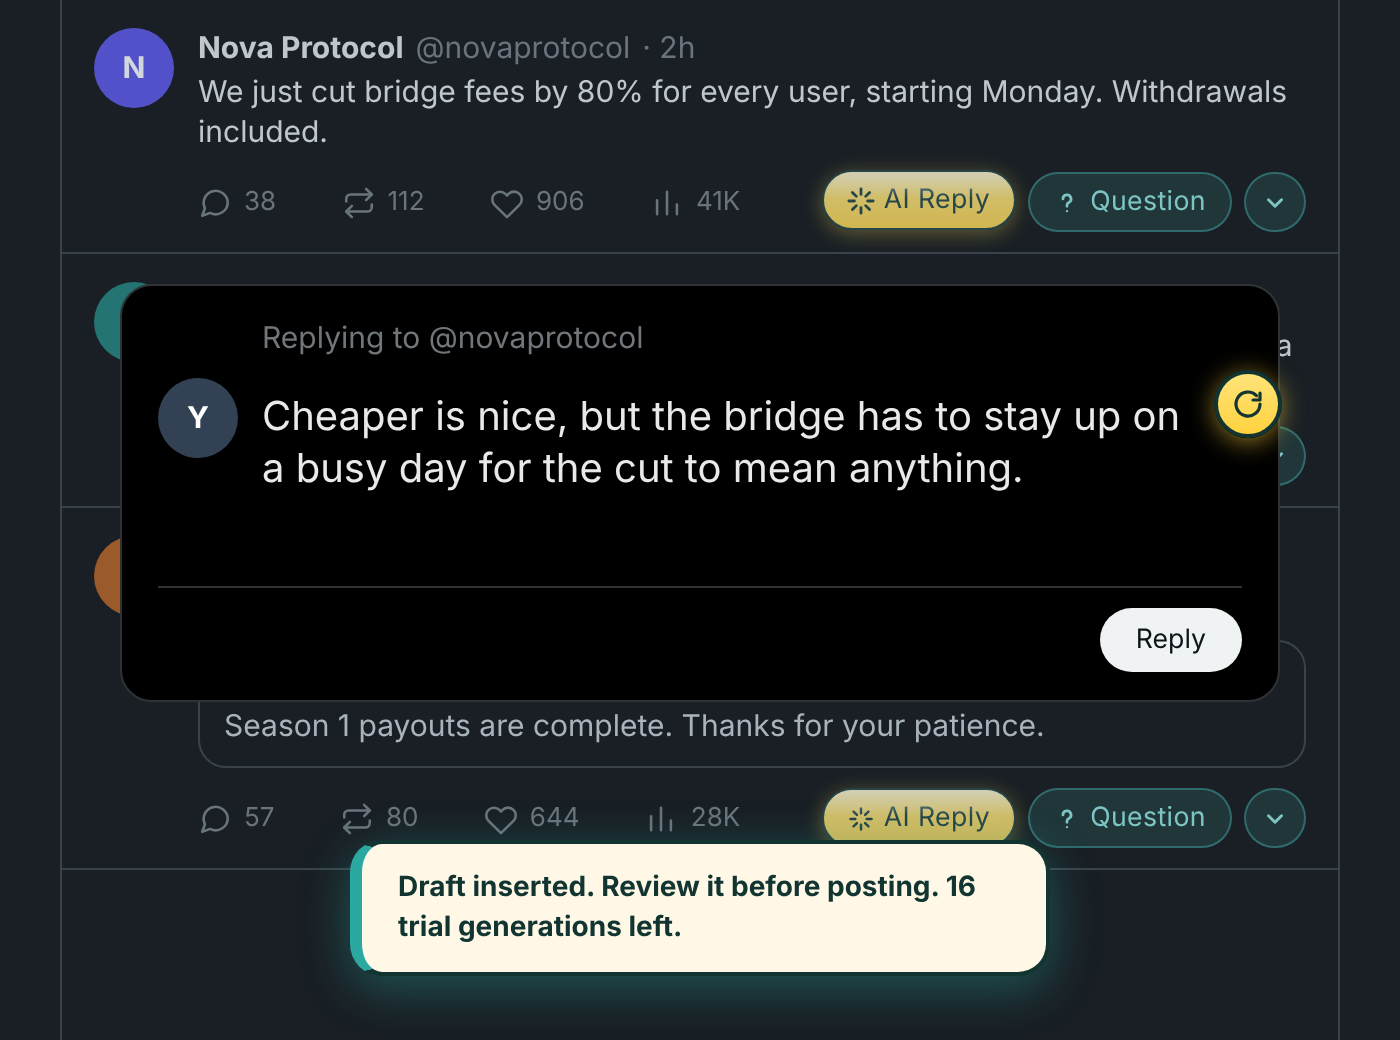 N
Nova Protocol @novaprotocol · 2h
We just cut bridge fees by 80% for every user, starting Monday. Withdrawals
included.
38 112 906 41K AI Reply ? Question
Replying to @novaprotocol
a
Y
Cheaper is nice, but the bridge has to stay up on
a busy day for the cut to mean anything.
Reply
Season 1 payouts are complete. Thanks for your patience.
57 80 644 28K AI Reply ? Question
Draft inserted. Review it before posting. 16
trial generations left.